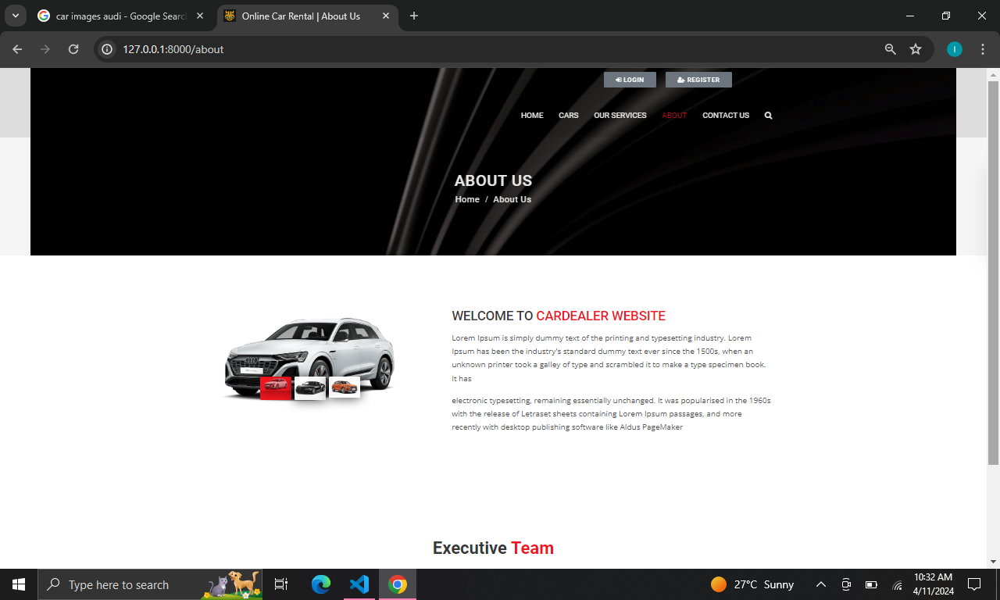 car images audi - Google Searc
Online Car Rental | About Us
127.0.0.1:8000/about
I
LOGIN
REGISTER
HOME
CARS
OUR SERVICES
ABOUT
CONTACT US
ABOUT US
Home / About Us
WELCOME TO CARDEALER WEBSITE
Lorem Ipsum is simply dummy text of the printing and typesetting industry. Lorem
Ipsum has been the industry's standard dummy text ever since the 1500s, when an
unknown printer took a galley of type and scrambled it to make a type specimen book.
It has
electronic typesetting, remaining essentially unchanged. It was popularised in the 1960s
with the release of Letraset sheets containing Lorem Ipsum passages, and more
recently with desktop publishing software like Aldus PageMaker
Executive Team
Type here to search
27°C Sunny
10:32 AM
4/11/2024